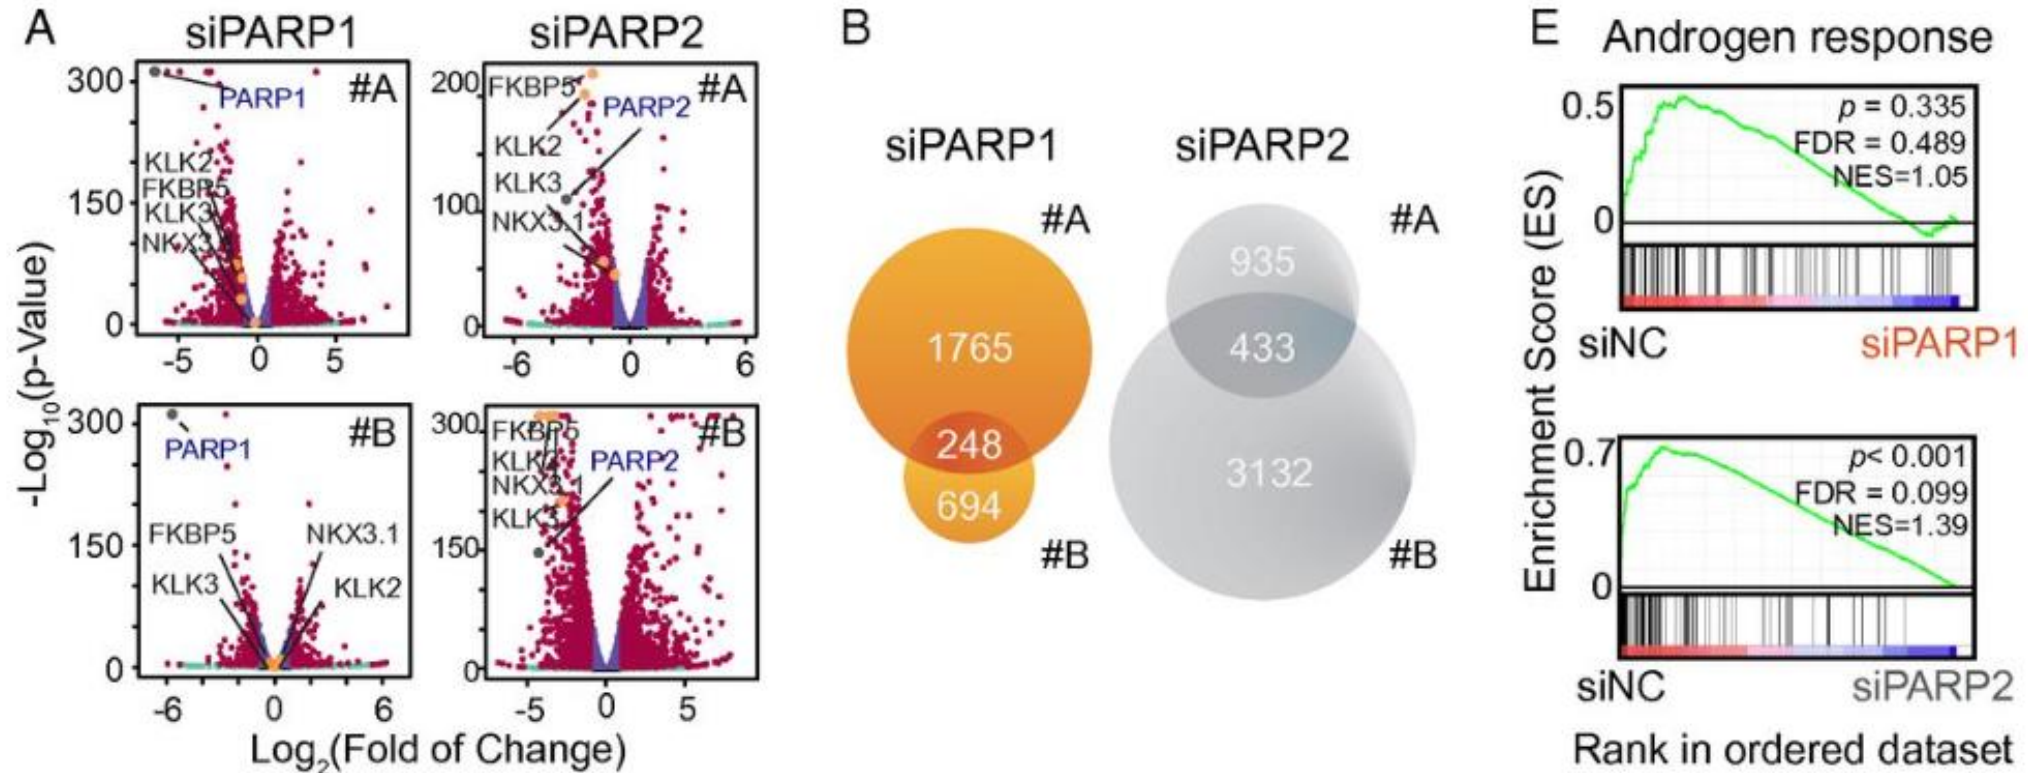 A
siPARP1
siPARP2
-Log10(p-Value)
300
150
0
-5
0
5
#A
PARP1
KLK2
FKBP5
KLK3
NKX3.1
200
100
0
-6
0
6
#A
FKBP5
PARP2
KLK2
KLK3
NKX3.1
300
150
0
-6
0
6
#B
PARP1
FKBP5
NKX3.1
KLK3
KLK2
300
150
0
-5
0
5
#B
FKBP5
KLK2
PARP2
NKX3.1
KLK3
Log2(Fold of Change)
B
siPARP1
siPARP2
#A
1765
248
694
#B
#A
935
433
3132
#B
E
Androgen response
Enrichment Score (ES)
0.5
0
p = 0.335
FDR = 0.489
NES=1.05
siNC
siPARP1
0.7
0
p< 0.001
FDR = 0.099
NES=1.39
siNC
siPARP2
Rank in ordered dataset